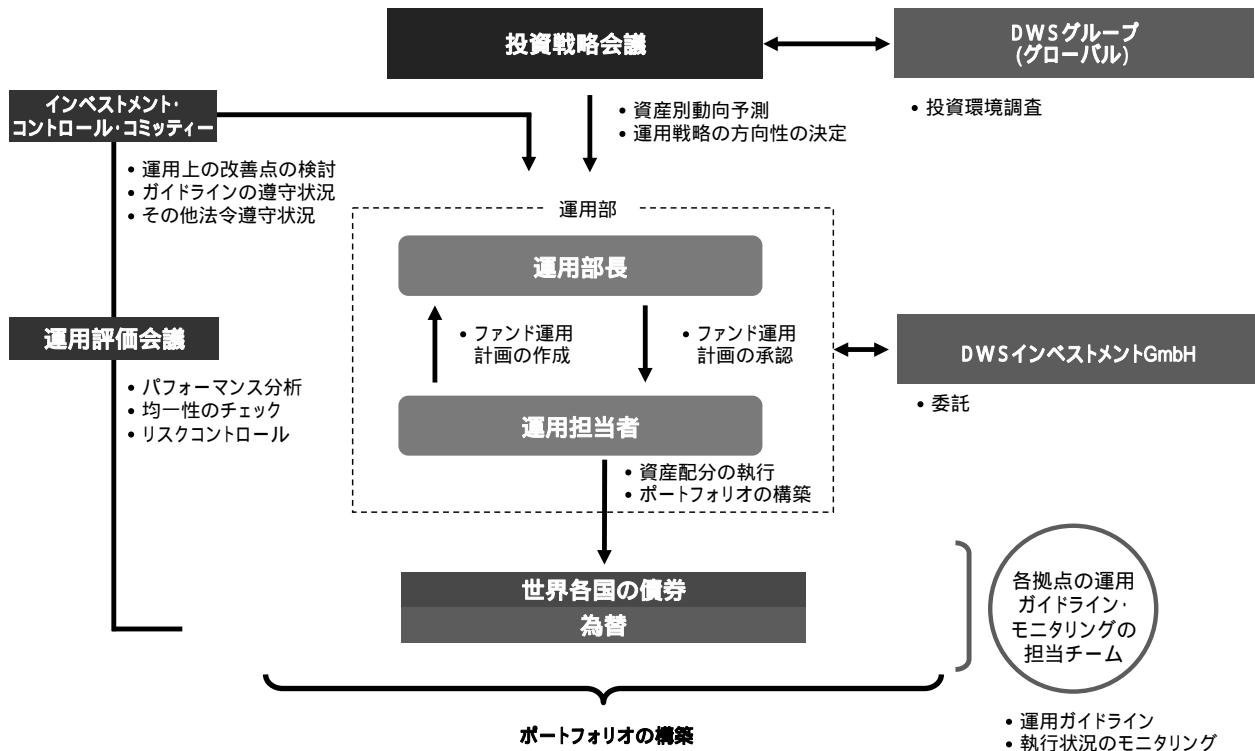 投資戦略会議
DWSグループ
(グローバル)
インベストメント・
コントロール・コミッティー
• 資産別動向予測
• 運用戦略の方向性の決定
• 投資環境調査
• 運用上の改善点の検討
• ガイドラインの遵守状況
• その他法令遵守状況
運用部
運用部長
運用評価会議
• ファンド運用
計画の作成
• ファンド運用
計画の承認
DWSインベストメントGmbH
• パフォーマンス分析
• 均一性のチェック
• リスクコントロール
• 委託
運用担当者
• 資産配分の執行
• ポートフォリオの構築
世界各国の債券
為替
各拠点の運用
ガイドライン・
モニタリングの
担当チーム
ポートフォリオの構築
• 運用ガイドライン
• 執行状況のモニタリング